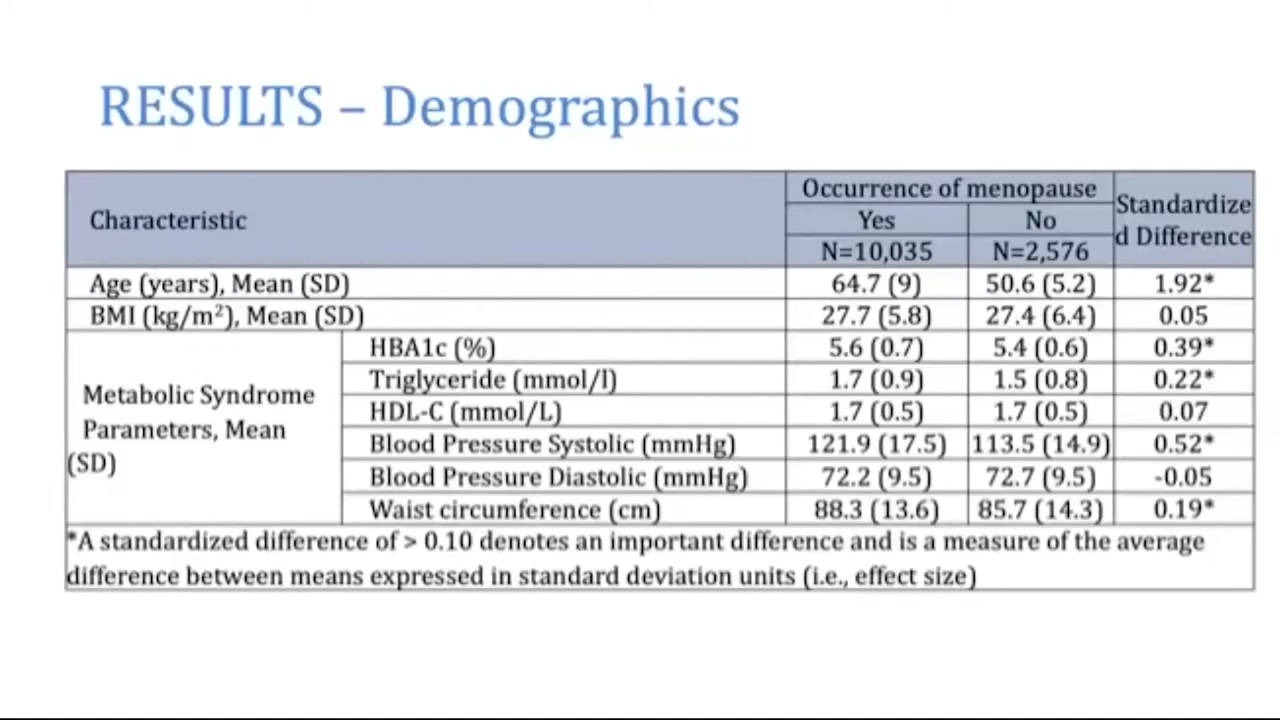 RESULTS – Demographics
Characteristic
Occurrence of menopause
Yes
No
N=10,035
N=2,576
Standardize
d Difference
Age (years), Mean (SD) 64.7 (9) 50.6 (5.2) 1.92*
BMI (kg/m²), Mean (SD) 27.7 (5.8) 27.4 (6.4) 0.05
Metabolic Syndrome
Parameters, Mean
(SD)
HBA1c (%) 5.6 (0.7) 5.4 (0.6) 0.39*
Triglyceride (mmol/l) 1.7 (0.9) 1.5 (0.8) 0.22*
HDL-C (mmol/L) 1.7 (0.5) 1.7 (0.5) 0.07
Blood Pressure Systolic (mmHg) 121.9 (17.5) 113.5 (14.9) 0.52*
Blood Pressure Diastolic (mmHg) 72.2 (9.5) 72.7 (9.5) -0.05
Waist circumference (cm) 88.3 (13.6) 85.7 (14.3) 0.19*
*A standardized difference of > 0.10 denotes an important difference and is a measure of the average
difference between means expressed in standard deviation units (i.e., effect size)